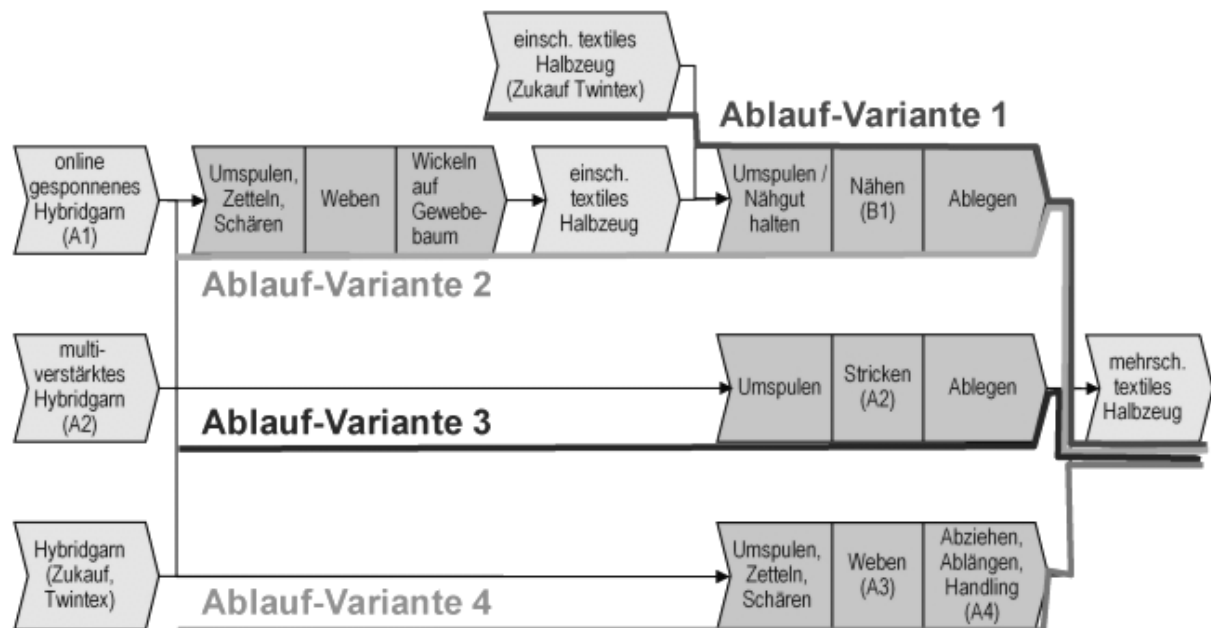 einsch. textiles
Halbzeug
(Zukauf Twintex)
Ablauf-Variante 1
online
gesponnenes
Hybridgarn
(A1)
Umspulen,
Zetteln,
Schären
Weben
Wickeln
auf
Gewebe-
baum
einsch.
textiles
Halbzeug
Umspulen /
Nähgut
halten
Nähen
(B1)
Ablegen
Ablauf-Variante 2
multi-
verstärktes
Hybridgarn
(A2)
Umspulen
Stricken
(A2)
Ablegen
mehrsch.
textiles
Halbzeug
Ablauf-Variante 3
Hybridgarn
(Zukauf,
Twintex)
Umspulen,
Zetteln,
Schären
Weben
(A3)
Abziehen,
Ablängen,
Handling
(A4)
Ablauf-Variante 4